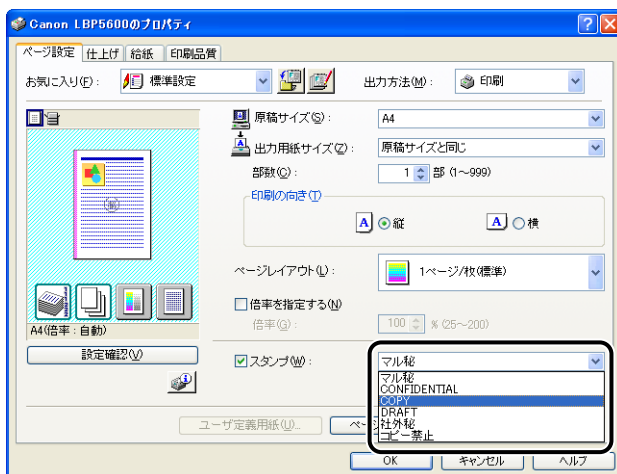 Canon LBP5600のプロパティ
ページ設定 仕上げ 給紙 印刷品質
お気に入り(F): 標準設定 出力方法(M): 印刷
原稿サイズ(S): A4
出力用紙サイズ(Z): 原稿サイズと同じ
部数(C): 1 部 (1~999)
印刷の向き(T)
A 縦 A 横
ページレイアウト(L): 1ページ/枚(標準)
倍率を指定する(N)
倍率(G): 100 % (25~200)
A4(倍率:自動)
設定確認(V)
スタンプ(W): マル秘
マル秘
CONFIDENTIAL
COPY
DRAFT
社外秘
コピー禁止
ユーザ定義用紙(U)... ペー
OK キャンセル ヘルプ